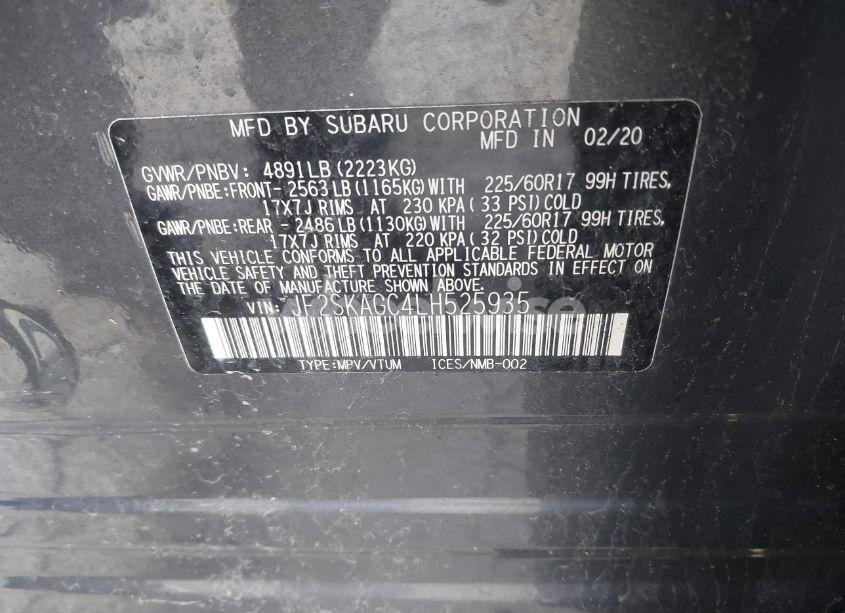 MFD BY SUBARU CORPORATION
MFD IN 02/20
GVWR/PNBV: 4891LB (2223KG)
GAWR/PNBE:FRONT- 2563 LB (1165KG) WITH 225/60R17 99H TIRES,
17X7J RIMS AT 230 KPA (33 PSI) COLD
GAWR/PNBE:REAR - 2486 LB (1130KG) WITH 225/60R17 99H TIRES,
17X7J RIMS AT 220 KPA (32 PSI) COLD
THIS VEHICLE CONFORMS TO ALL APPLICABLE FEDERAL MOTOR
VEHICLE SAFETY AND THEFT PREVENTION STANDARDS IN EFFECT ON
THE DATE OF MANUFACTURE SHOWN ABOVE.
VIN: JF2SKAGC4LH525935
TYPE:MPV/VTUM ICES/NMB-002